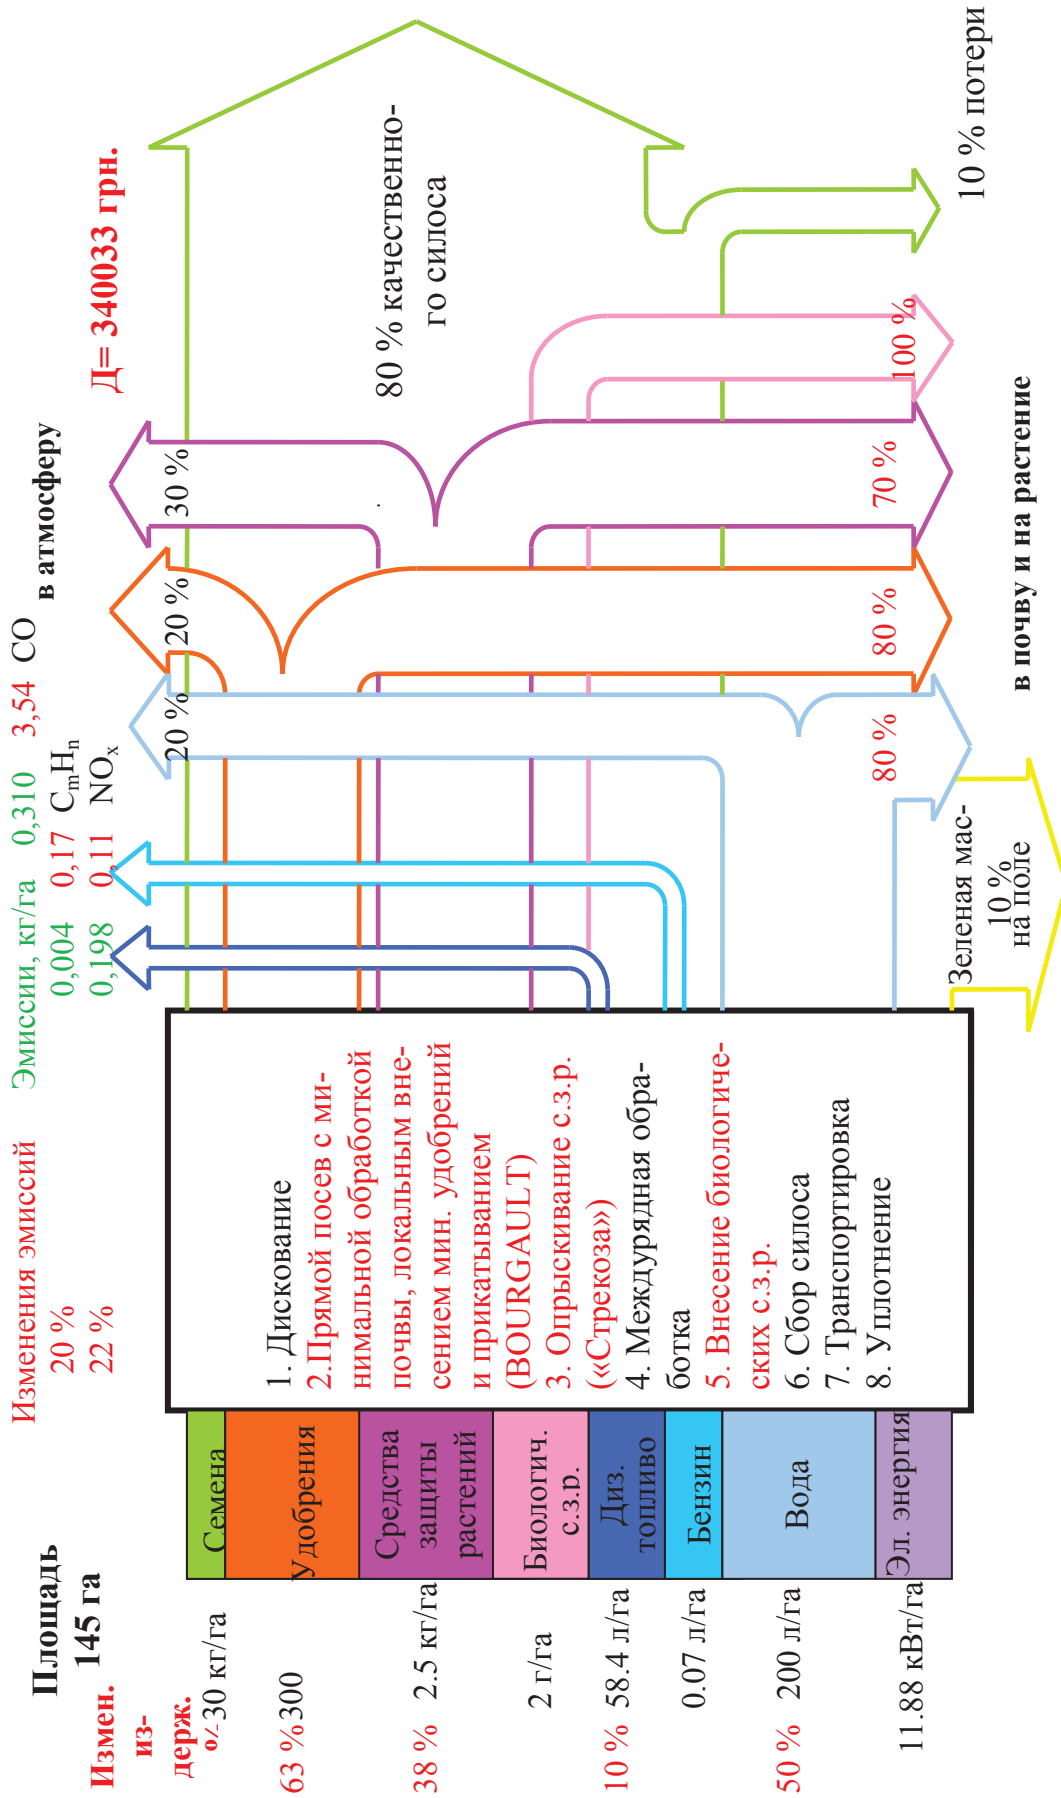 Площадь
145 га
Измен.
из-
держ.
%
Изменения эмиссий
20 %
22 %
Эмиссии, кг/га 0,310 3,54 CO
0,004 0,17 CmHn
0,198 0,11 NOx
в атмосферу
Д= 340033 грн.
30 кг/га
63 % 300
38 % 2.5 кг/га
2 г/га
10 % 58.4 л/га
0.07 л/га
50 % 200 л/га
11.88 кВт/га
Семена
Удобрения
Средства
защиты
растений
Биологич.
с.з.р.
Диз.
топливо
Бензин
Вода
Эл. энергия
1. Дискование
2.Прямой посев с ми-
нимальной обработкой
почвы, локальным вне-
сением мин. удобрений
и прикатыванием
(BOURGAULT)
3. Опрыскивание с.з.р.
(«Стрекоза»)
4. Междурядная обра-
ботка
5. Внесение биологиче-
ских с.з.р.
6. Сбор силоса
7. Транспортировка
8. Уплотнение
20 %
20 %
30 %
80 % качественно-
го силоса
80 %
80 %
70 %
100 %
10 % потери
Зеленая мас-
10 %
на поле
в почву и на растение